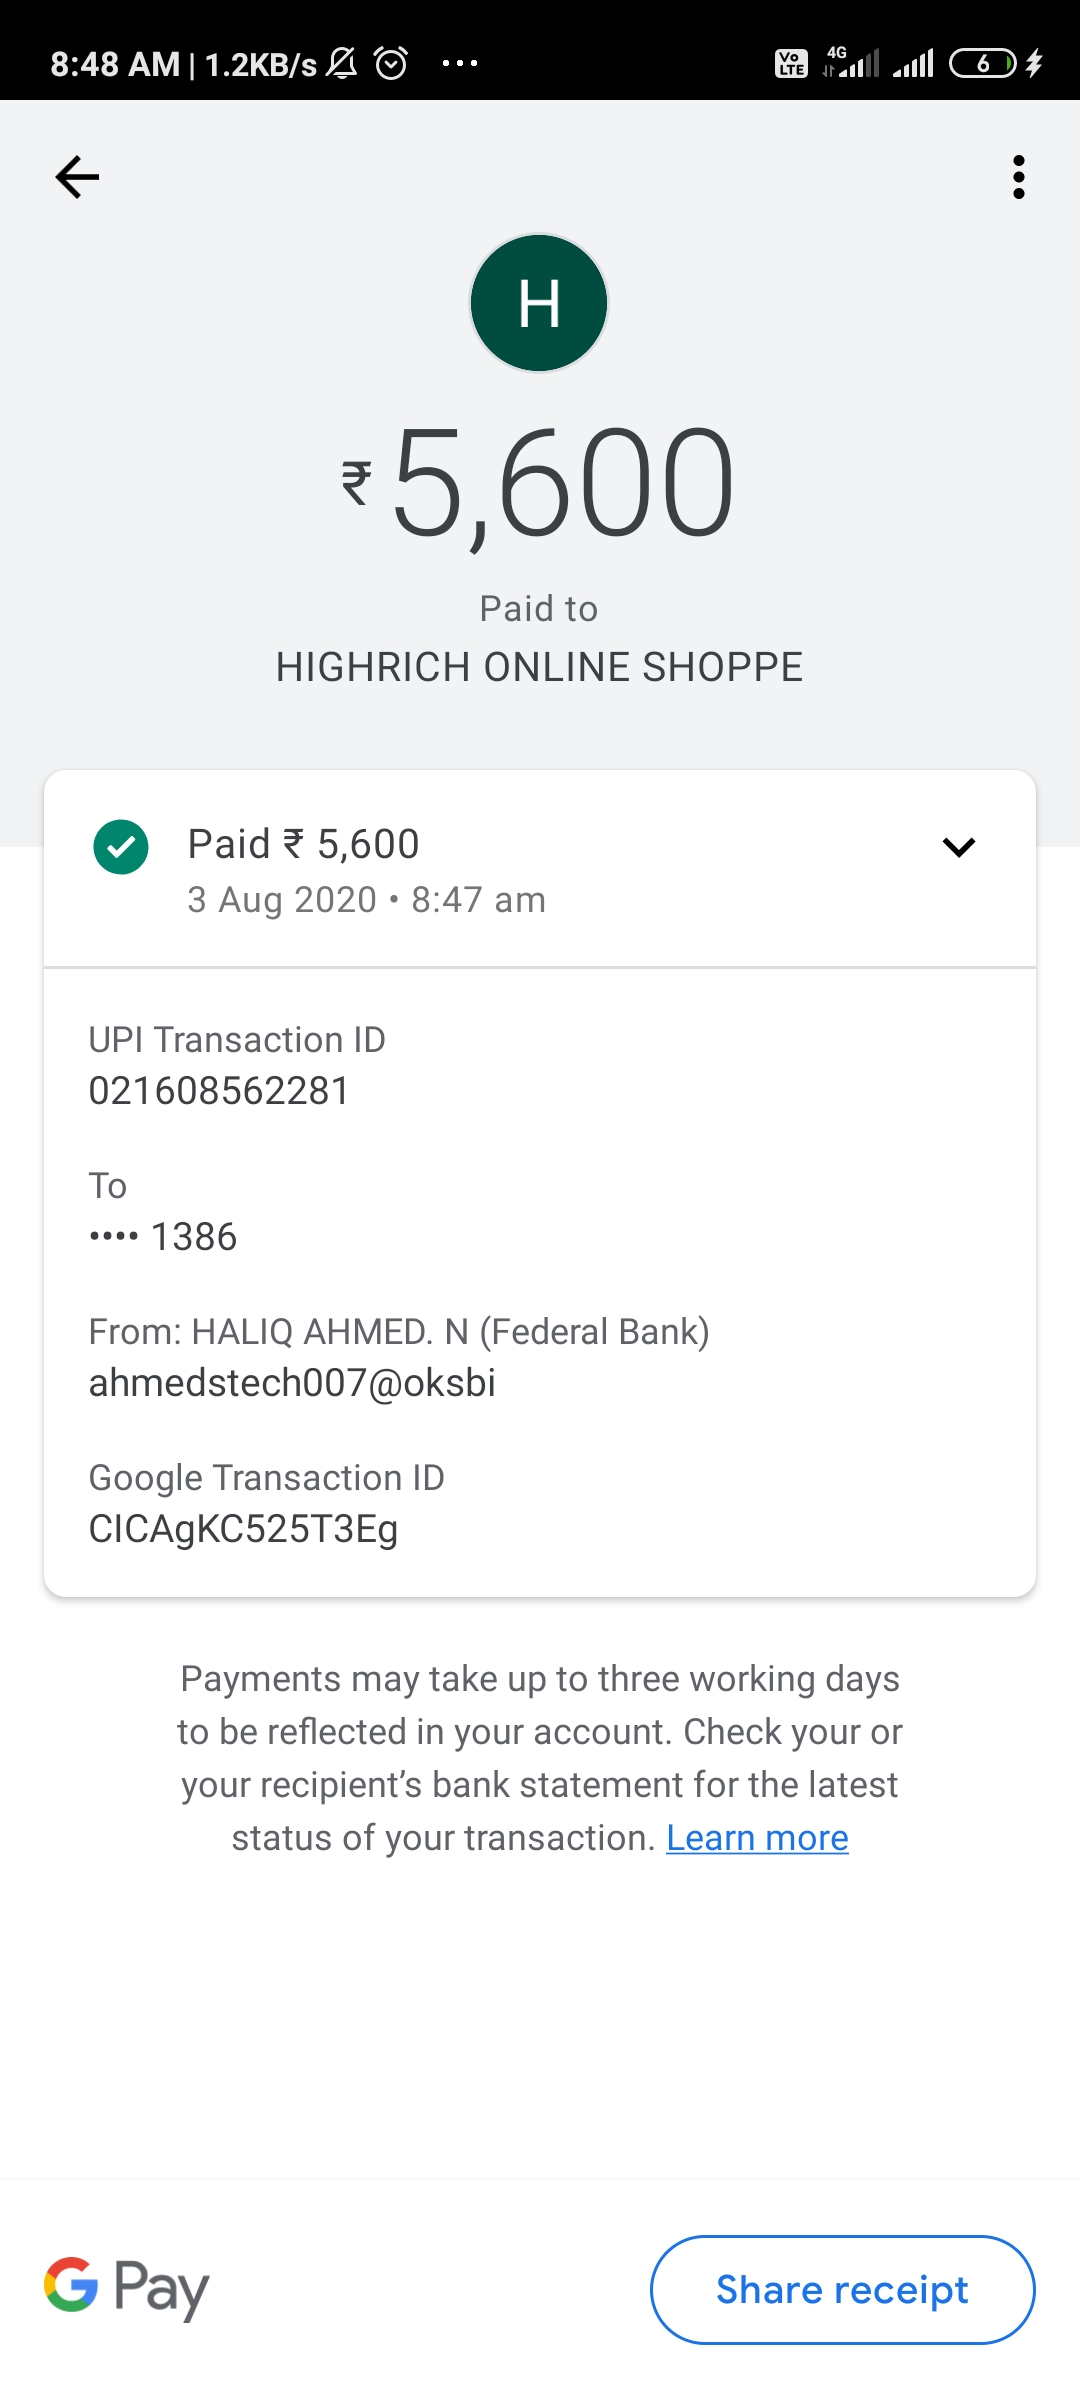 8:48 AM | 1.2KB/s ... Vo LTE 4G 6
H
₹5,600
Paid to
HIGHRICH ONLINE SHOPPE
Paid ₹ 5,600
3 Aug 2020 • 8:47 am
UPI Transaction ID
021608562281
To
•••• 1386
From: HALIQ AHMED. N (Federal Bank)
ahmedstech007@oksbi
Google Transaction ID
CICAgKC525T3Eg
Payments may take up to three working days
to be reflected in your account. Check your or
your recipient’s bank statement for the latest
status of your transaction. Learn more
G Pay
Share receipt